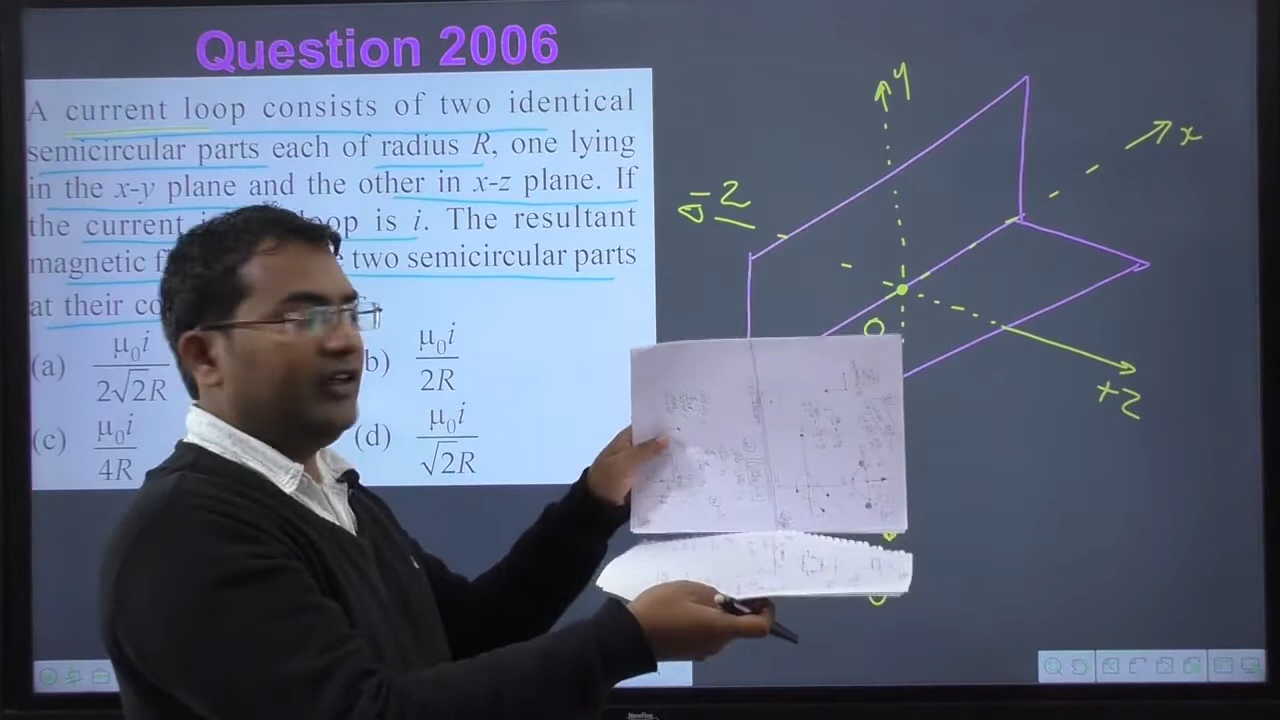 Question 2006
A current loop consists of two identical
semicircular parts each of radius R, one lying
in the x-y plane and the other in x-z plane. If
the current loop is i. The resultant
magnetic two semicircular parts
at their
(a) μ₀i / 2√2R
b) μ₀i / 2R
(c) μ₀i / 4R
(d) μ₀i / √2R
y
x
-z
O
+z